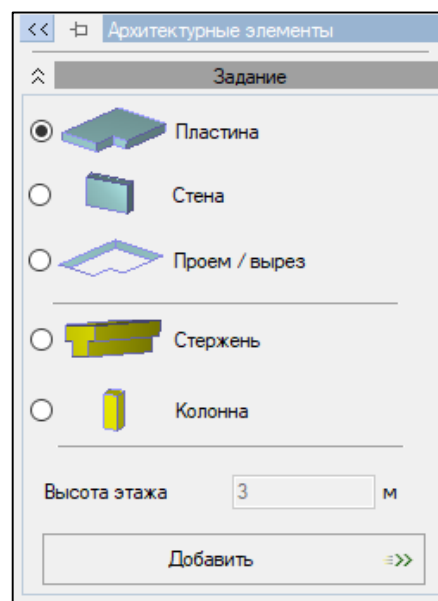 << Архитектурные элементы
Задание
Пластина
Стена
Проем / вырез
Стержень
Колонна
Высота этажа 3 м
Добавить